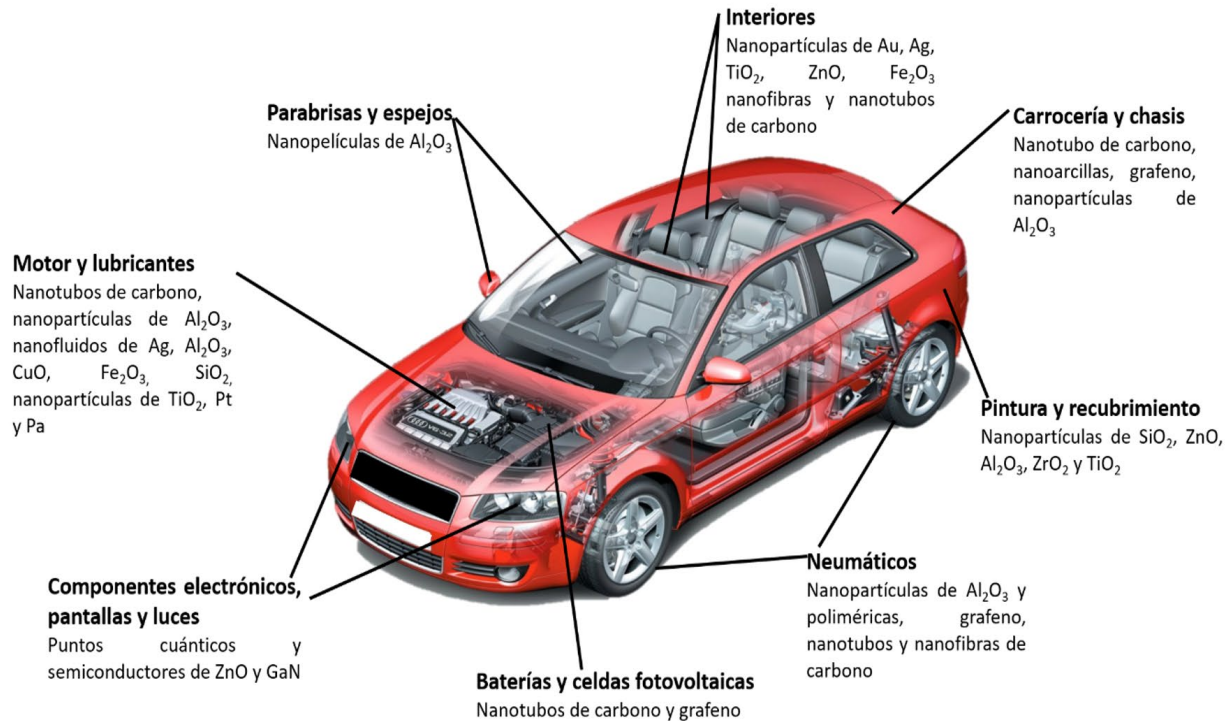 Interiores
Nanopartículas de Au, Ag,
TiO₂, ZnO, Fe₂O₃
nanofibras y nanotubos
de carbono
Parabrisas y espejos
Nanopelículas de Al₂O₃
Carrocería y chasis
Nanotubo de carbono,
nanoarcillas, grafeno,
nanopartículas de
Al₂O₃
Motor y lubricantes
Nanotubos de carbono,
nanopartículas de Al₂O₃,
nanofluidos de Ag, Al₂O₃,
CuO, Fe₂O₃, SiO₂,
nanopartículas de TiO₂, Pt
y Pa
Pintura y recubrimiento
Nanopartículas de SiO₂, ZnO,
Al₂O₃, ZrO₂ y TiO₂
Neumáticos
Nanopartículas de Al₂O₃ y
poliméricas, grafeno,
nanotubos y nanofibras de
carbono
Componentes electrónicos,
pantallas y luces
Puntos cuánticos y
semiconductores de ZnO y GaN
Baterías y celdas fotovoltaicas
Nanotubos de carbono y grafeno